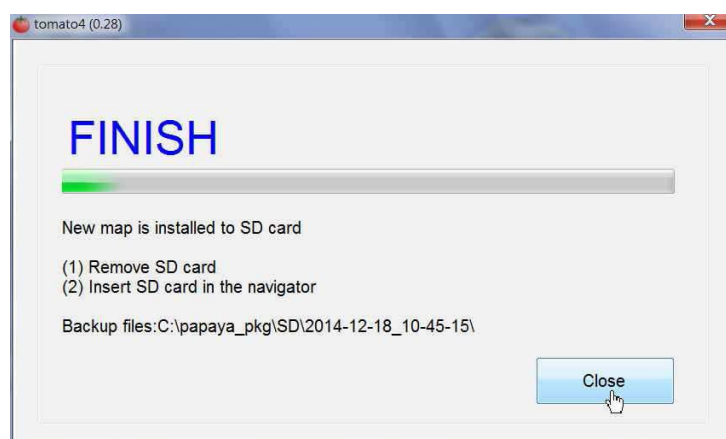 tomato4 (0.28)
FINISH
New map is installed to SD card
(1) Remove SD card
(2) Insert SD card in the navigator
Backup files:C:\papaya_pkg\SD\2014-12-18_10-45-15\
Close